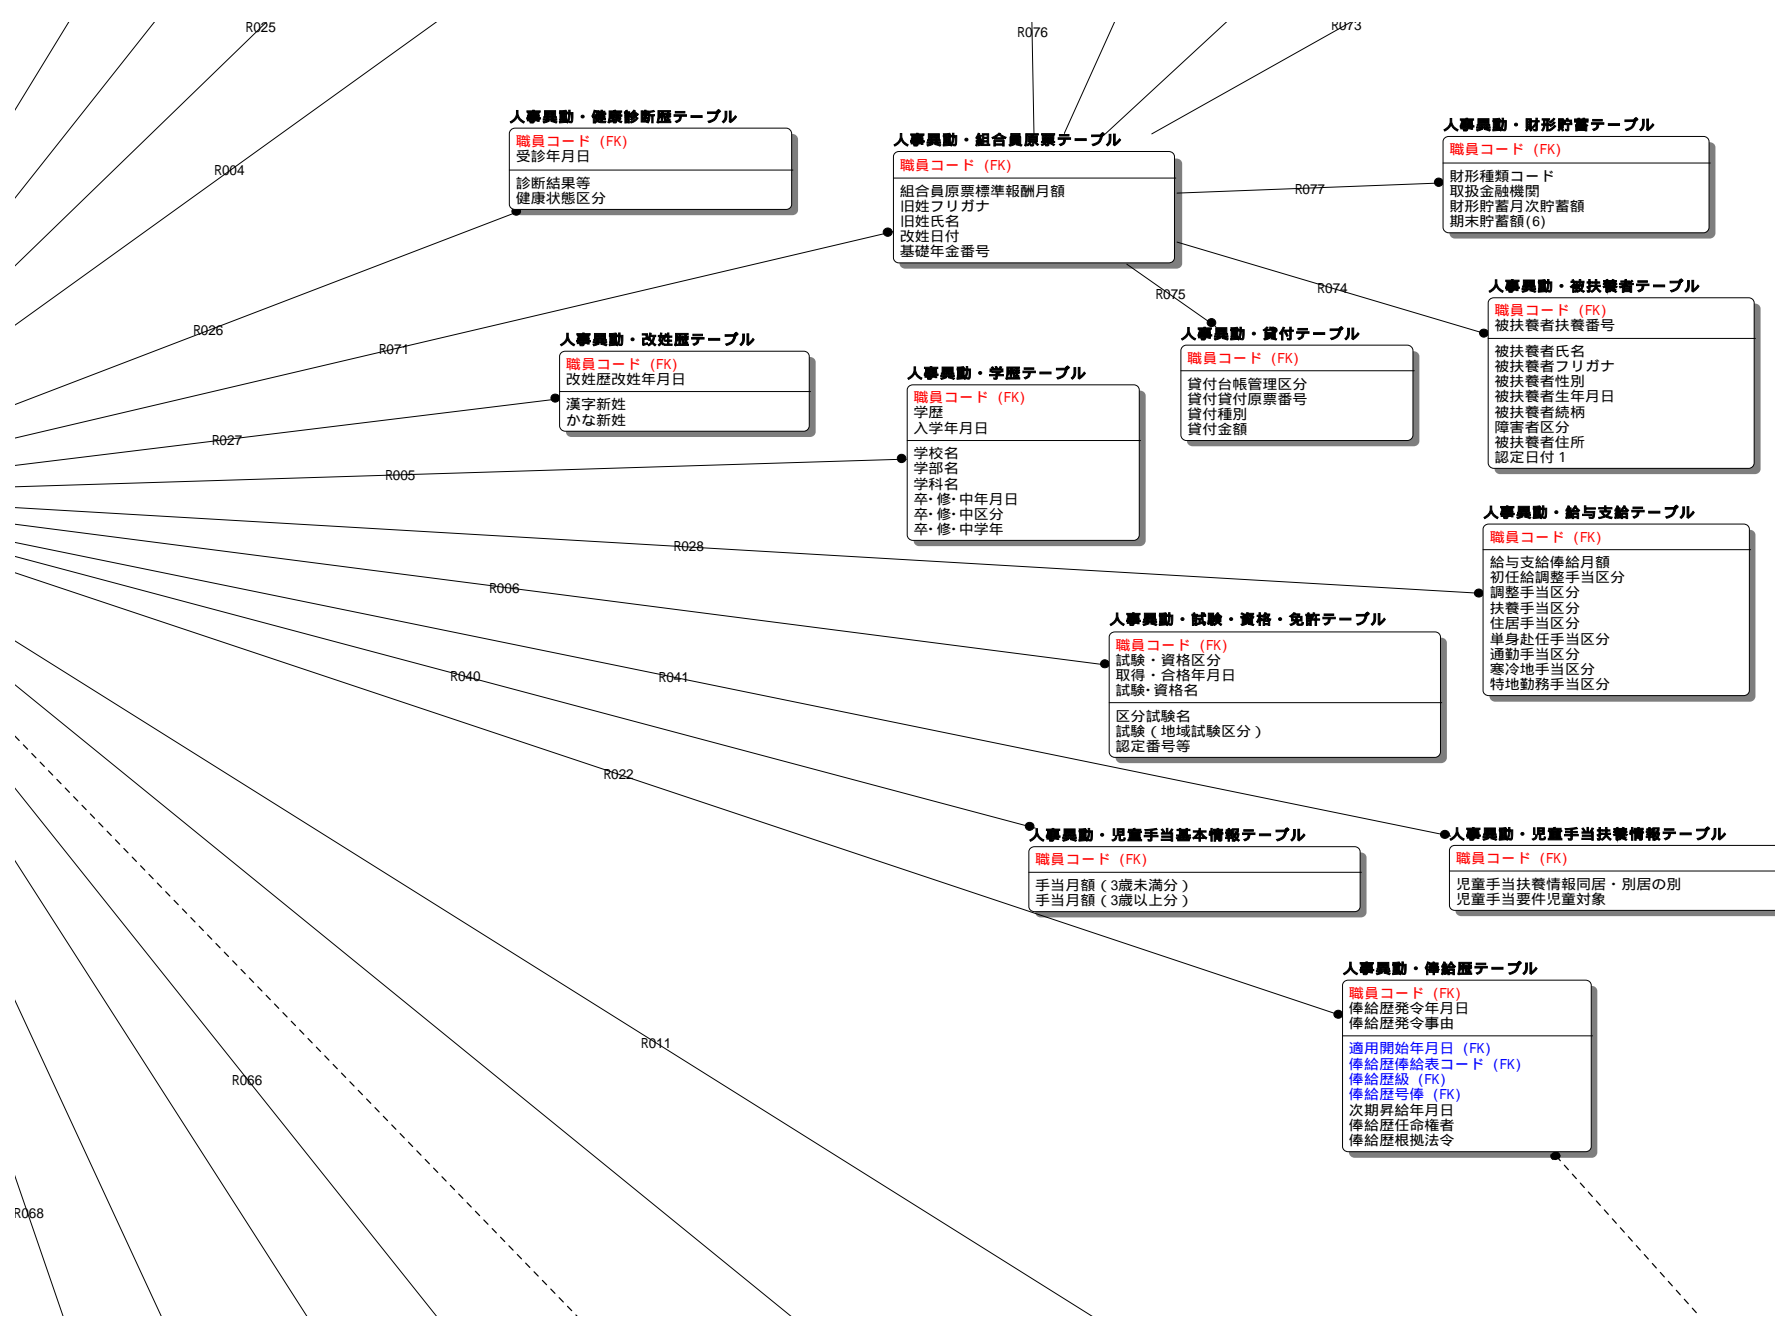 R025
R076
R073
人事異動・健康診断歴テーブル
職員コード (FK)
受診年月日
診断結果等
健康状態区分
人事異動・組合員原票テーブル
職員コード (FK)
組合員原票標準報酬月額
旧姓フリガナ
旧姓氏名
改姓日付
基礎年金番号
人事異動・財形貯蓄テーブル
職員コード (FK)
財形種類コード
取扱金融機関
財形貯蓄月次貯蓄額
期末貯蓄額(6)
R004
R077
R026
R071
R075
R074
人事異動・被扶養者テーブル
職員コード (FK)
被扶養者扶養番号
被扶養者氏名
被扶養者フリガナ
被扶養者性別
被扶養者生年月日
被扶養者続柄
障害者区分
被扶養者住所
認定日付1
人事異動・改姓歴テーブル
職員コード (FK)
改姓歴改姓年月日
漢字新姓
かな新姓
人事異動・貸付テーブル
職員コード (FK)
貸付台帳管理区分
貸付貸付原票番号
貸付種別
貸付金額
人事異動・学歴テーブル
職員コード (FK)
学歴
入学年月日
学校名
学部名
学科名
卒・修・中年月日
卒・修・中区分
卒・修・中学年
R027
R005
R028
R006
人事異動・給与支給テーブル
職員コード (FK)
給与支給俸給月額
初任給調整手当区分
調整手当区分
扶養手当区分
住居手当区分
単身赴任手当区分
通勤手当区分
寒冷地手当区分
特地勤務手当区分
人事異動・試験・資格・免許テーブル
職員コード (FK)
試験・資格区分
取得・合格年月日
試験・資格名
区分試験名
試験(地域試験区分)
認定番号等
R040
R041
R022
人事異動・児童手当基本情報テーブル
職員コード (FK)
手当月額(3歳未満分)
手当月額(3歳以上分)
人事異動・児童手当扶養情報テーブル
職員コード (FK)
児童手当扶養情報同居・別居の別
児童手当要件児童対象
人事異動・俸給歴テーブル
職員コード (FK)
俸給歴発令年月日
俸給歴発令事由
適用開始年月日 (FK)
俸給歴俸給表コード (FK)
俸給歴級 (FK)
俸給歴号俸 (FK)
次期昇給年月日
俸給歴任命権者
俸給歴根拠法令
R011
R066
R068